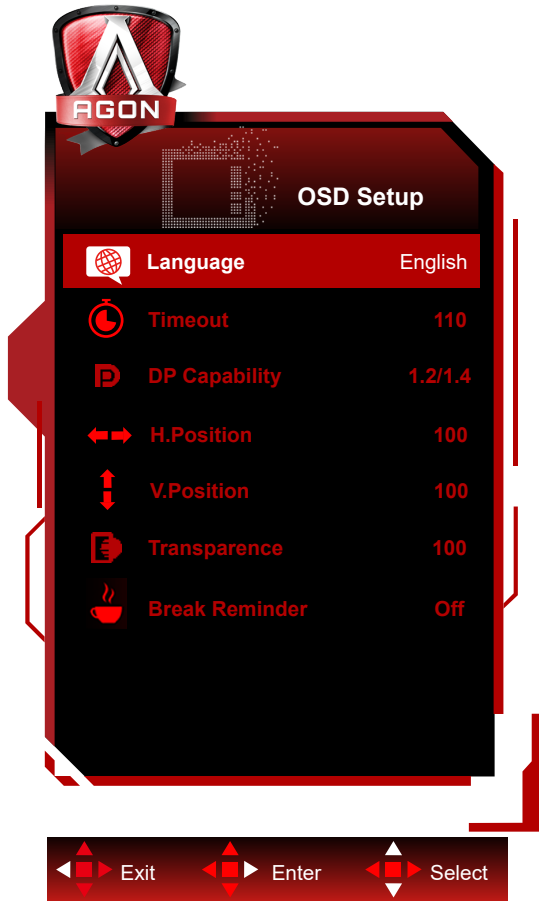 AGON
OSD Setup
Language English
Timeout 110
DP Capability 1.2/1.4
H.Position 100
V.Position 100
Transparence 100
Break Reminder Off
Exit Enter Select